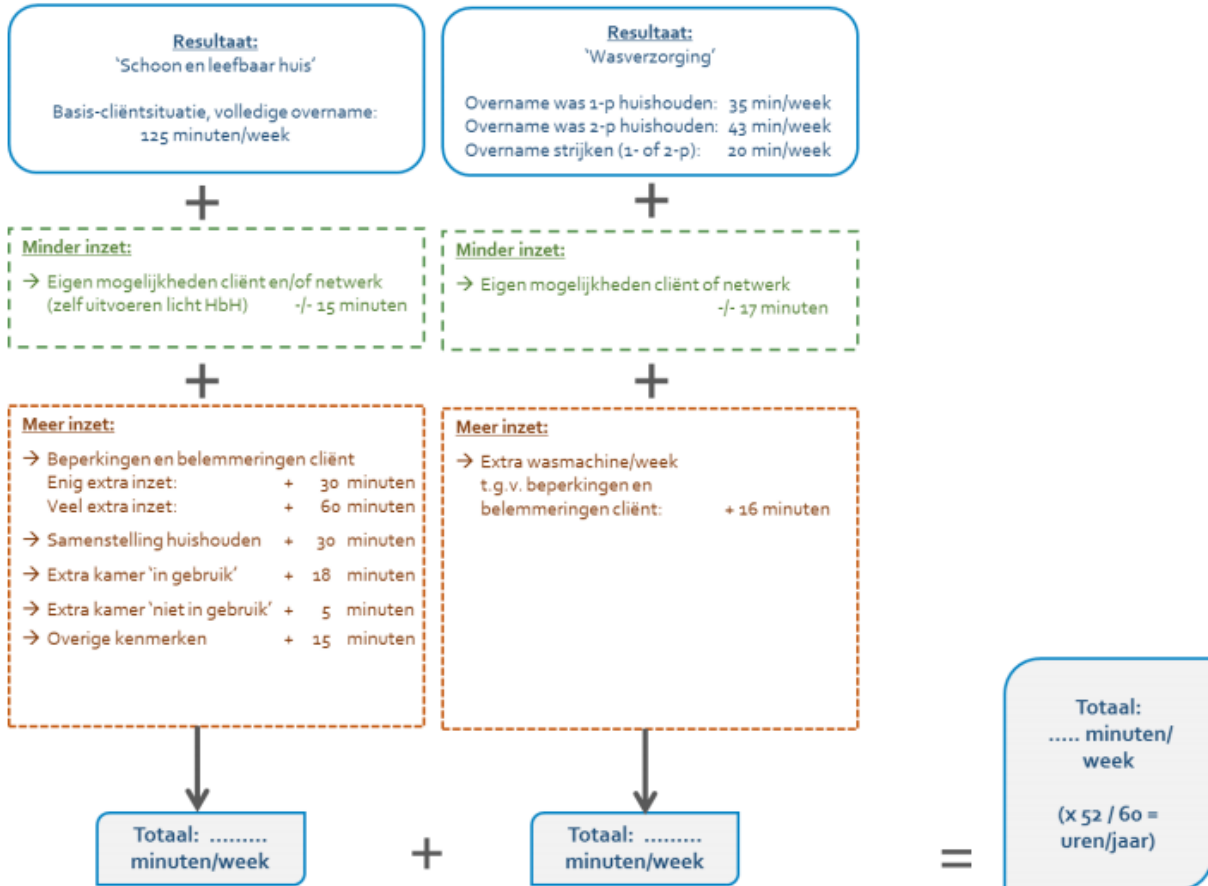 Resultaat:
'Schoon en leefbaar huis'
Basis-cliëntsituatie, volledige overname:
125 minuten/week
+
Minder inzet:
→ Eigen mogelijkheden cliënt en/of netwerk
(zelf uitvoeren licht HbH) -/- 15 minuten
+
Meer inzet:
→ Beperkingen en belemmeringen cliënt
Enig extra inzet: + 30 minuten
Veel extra inzet: + 60 minuten
→ Samenstelling huishouden + 30 minuten
→ Extra kamer 'in gebruik' + 18 minuten
→ Extra kamer 'niet in gebruik' + 5 minuten
→ Overige kenmerken + 15 minuten
Totaal: .........
minuten/week
+
Resultaat:
'Wasverzorging'
Overname was 1-p huishouden: 35 min/week
Overname was 2-p huishouden: 43 min/week
Overname strijken (1- of 2-p): 20 min/week
+
Minder inzet:
→ Eigen mogelijkheden cliënt of netwerk
-/- 17 minuten
+
Meer inzet:
→ Extra wasmachine/week
t.g.v. beperkingen en
belemmeringen cliënt: + 16 minuten
Totaal: .........
minuten/week
=
Totaal:
..... minuten/
week
(x 52 / 60 =
uren/jaar)